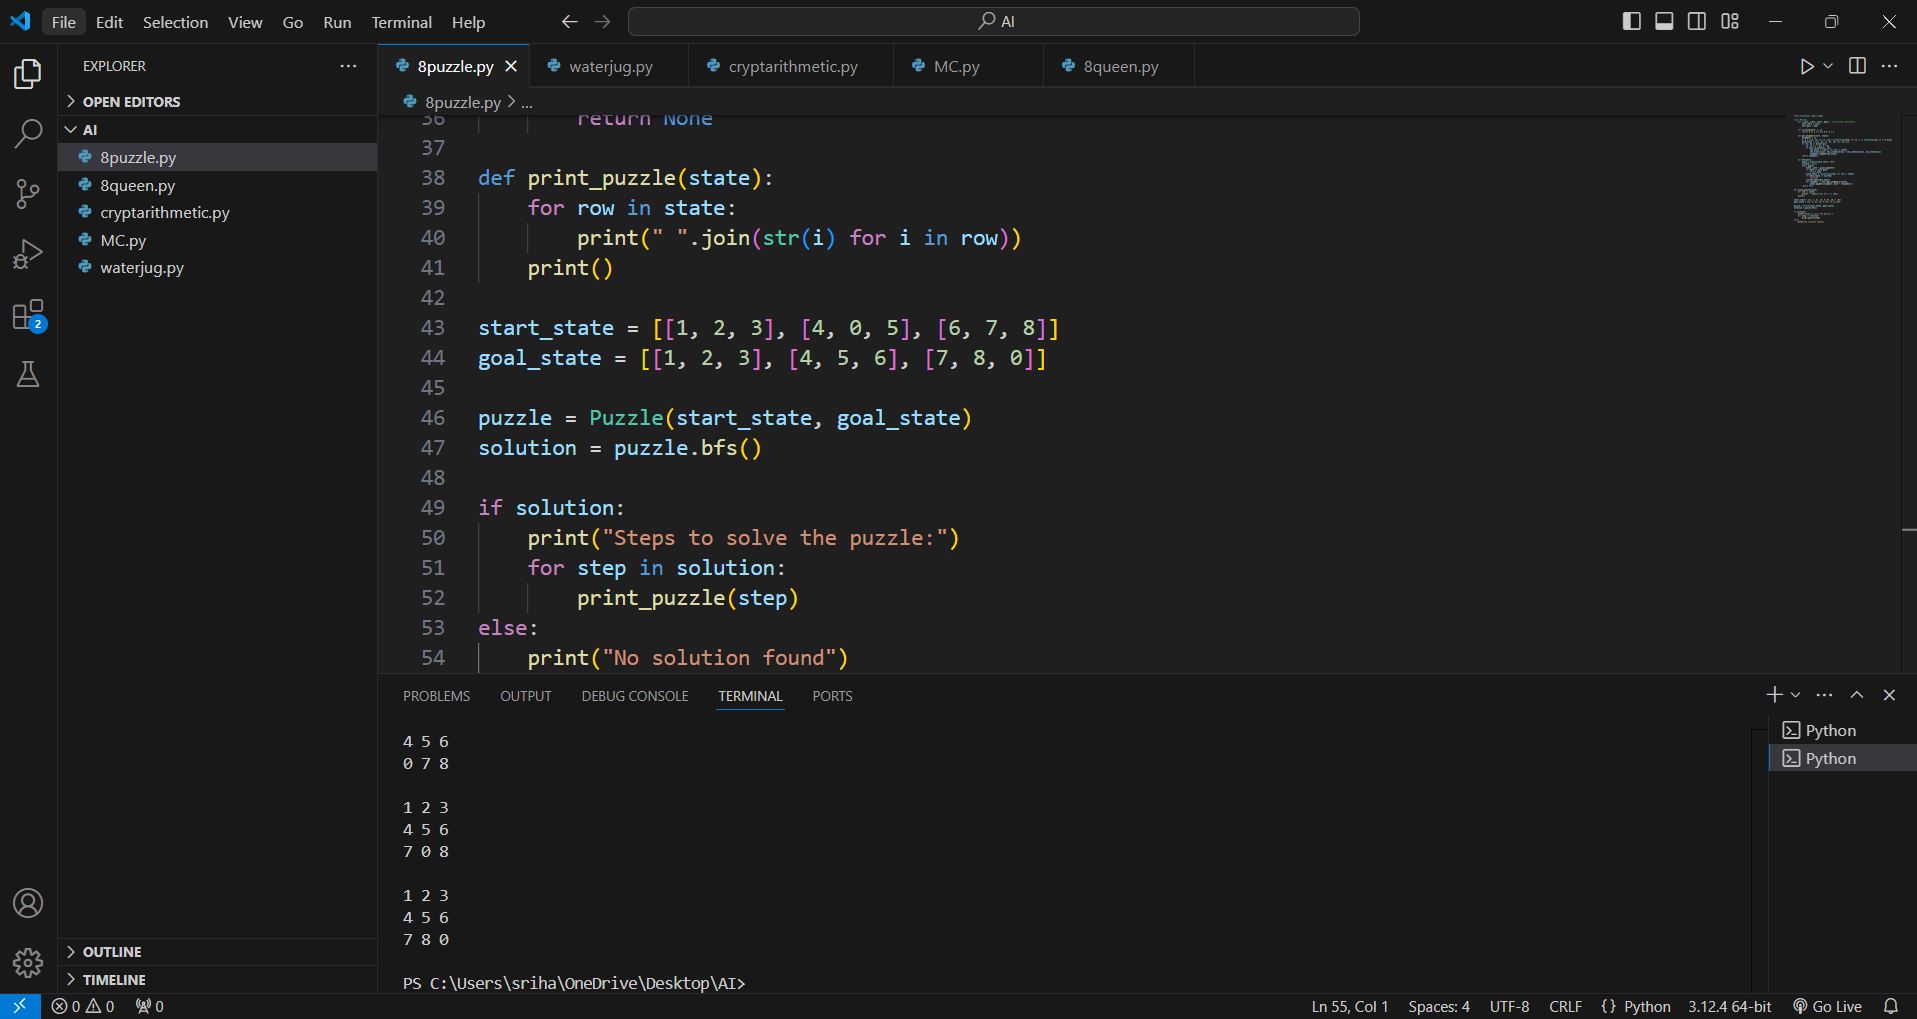 File Edit Selection View Go Run Terminal Help
AI
EXPLORER
OPEN EDITORS
AI
8puzzle.py
8queen.py
cryptarithmetic.py
MC.py
waterjug.py
OUTLINE
TIMELINE
2
8puzzle.py waterjug.py cryptarithmetic.py MC.py 8queen.py
8puzzle.py > ...
36 return None
37
38 def print_puzzle(state):
39 for row in state:
40 print(" ".join(str(i) for i in row))
41 print()
42
43 start_state = [[1, 2, 3], [4, 0, 5], [6, 7, 8]]
44 goal_state = [[1, 2, 3], [4, 5, 6], [7, 8, 0]]
45
46 puzzle = Puzzle(start_state, goal_state)
47 solution = puzzle.bfs()
48
49 if solution:
50 print("Steps to solve the puzzle:")
51 for step in solution:
52 print_puzzle(step)
53 else:
54 print("No solution found")
PROBLEMS OUTPUT DEBUG CONSOLE TERMINAL PORTS
4 5 6
0 7 8
1 2 3
4 5 6
7 0 8
1 2 3
4 5 6
7 8 0
PS C:\Users\sriha\OneDrive\Desktop\AI>
Python
Python
0 0 0 Ln 55, Col 1 Spaces: 4 UTF-8 CRLF {} Python 3.12.4 64-bit Go Live